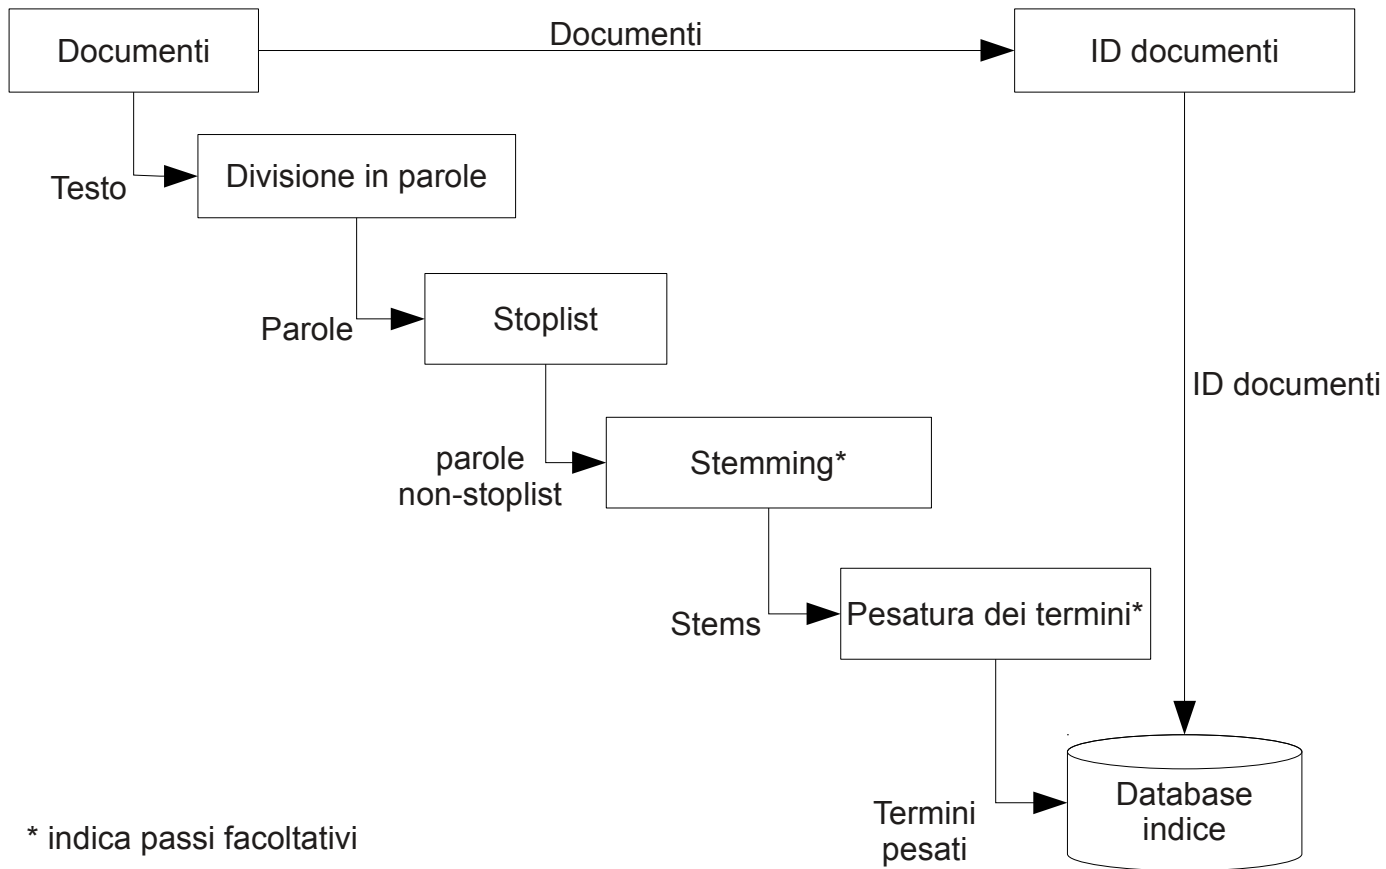 Documenti
Documenti
ID documenti
Testo
Divisione in parole
Parole
Stoplist
ID documenti
parole
non-stoplist
Stemming*
Stems
Pesatura dei termini*
Termini
pesati
Database
indice
* indica passi facoltativi